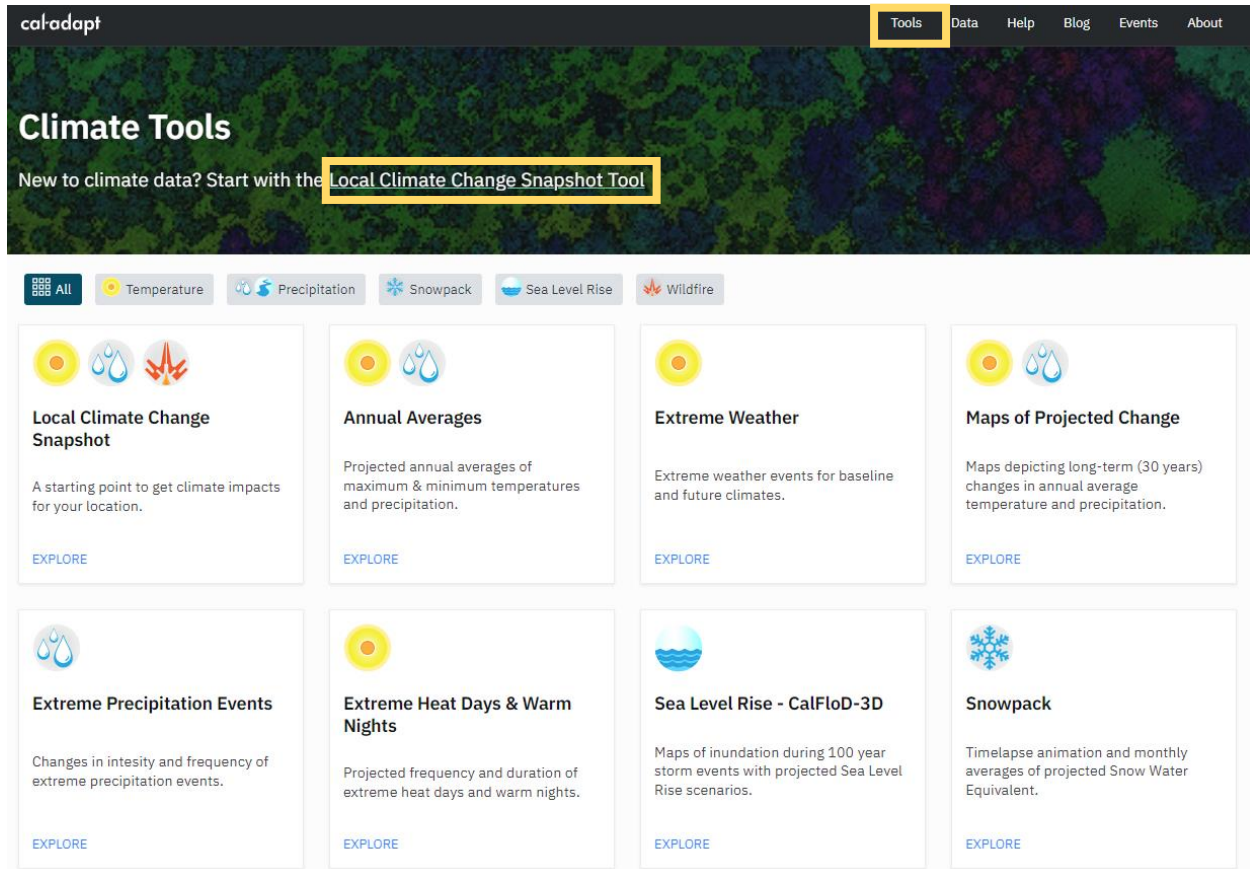 cal-adapt
Tools Data Help Blog Events About
Climate Tools
New to climate data? Start with the Local Climate Change Snapshot Tool
All Temperature Precipitation Snowpack Sea Level Rise Wildfire
Local Climate Change
Snapshot
A starting point to get climate impacts
for your location.
EXPLORE
Annual Averages
Projected annual averages of
maximum & minimum temperatures
and precipitation.
EXPLORE
Extreme Weather
Extreme weather events for baseline
and future climates.
EXPLORE
Maps of Projected Change
Maps depicting long-term (30 years)
changes in annual average
temperature and precipitation.
EXPLORE
Extreme Precipitation Events
Changes in intesity and frequency of
extreme precipitation events.
EXPLORE
Extreme Heat Days & Warm
Nights
Projected frequency and duration of
extreme heat days and warm nights.
EXPLORE
Sea Level Rise - CalFloD-3D
Maps of inundation during 100 year
storm events with projected Sea Level
Rise scenarios.
EXPLORE
Snowpack
Timelapse animation and monthly
averages of projected Snow Water
Equivalent.
EXPLORE